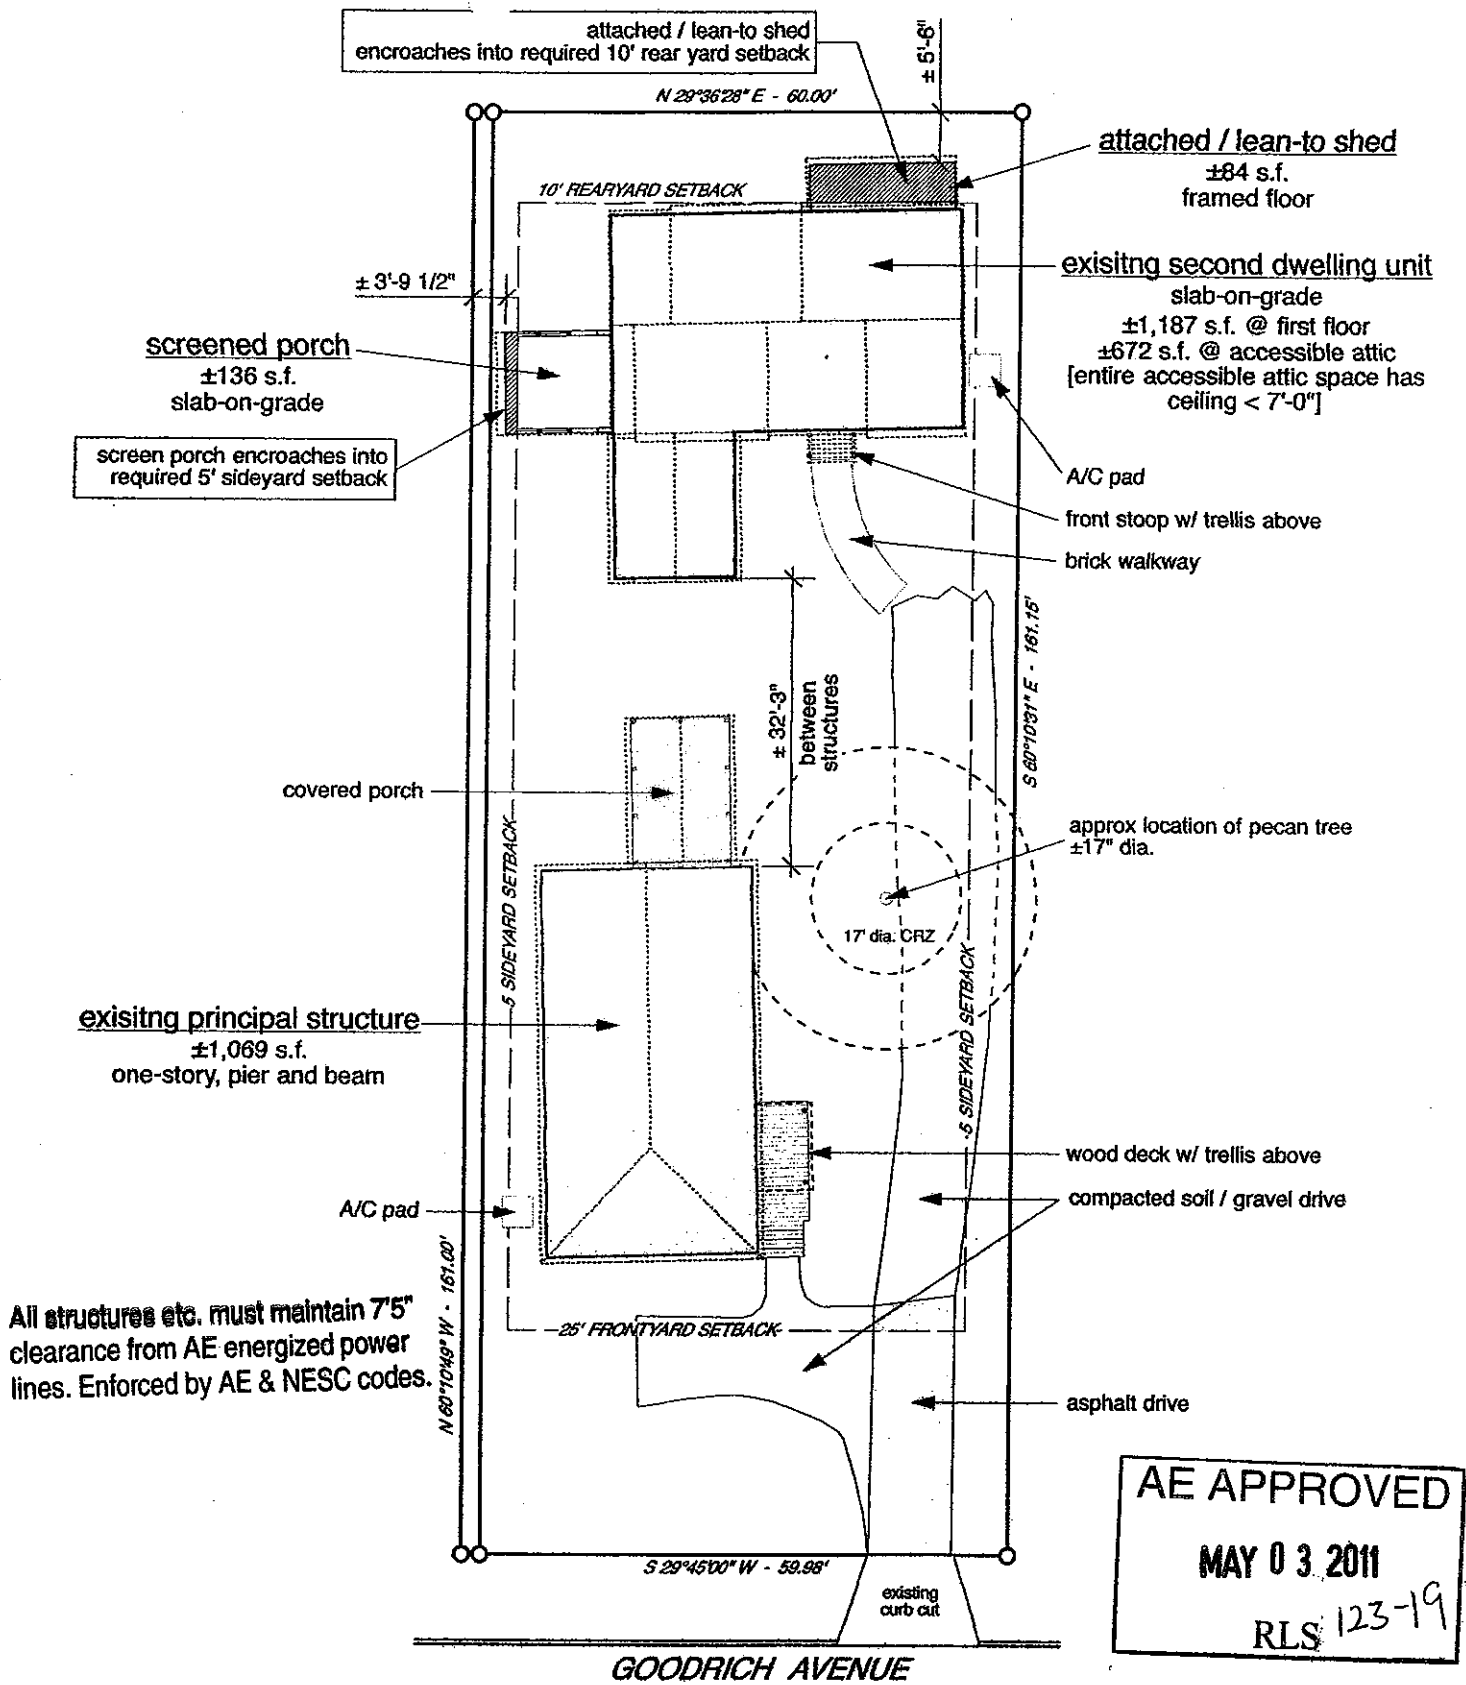 attached / lean-to shed
encroaches into required 10' rear yard setback
± 5'-6"
N 29°36'28" E - 60.00'
attached / lean-to shed
±84 s.f.
framed floor
10' REARYARD SETBACK
exisitng second dwelling unit
slab-on-grade
±1,187 s.f. @ first floor
±672 s.f. @ accessible attic
[entire accessible attic space has
ceiling < 7'-0"]
± 3'-9 1/2"
screened porch
±136 s.f.
slab-on-grade
screen porch encroaches into
required 5' sideyard setback
A/C pad
front stoop w/ trellis above
brick walkway
S 60°10'31" E - 161.15'
± 32'-3"
between
structures
covered porch
approx location of pecan tree
±17" dia.
17' dia. CRZ
5 SIDEYARD SETBACK
5 SIDEYARD SETBACK
exisitng principal structure
±1,069 s.f.
one-story, pier and beam
wood deck w/ trellis above
compacted soil / gravel drive
A/C pad
N 60°10'49" W - 161.00'
All structures etc. must maintain 7'5"
clearance from AE energized power
lines. Enforced by AE & NESC codes.
25' FRONTYARD SETBACK
asphalt drive
AE APPROVED
MAY 03 2011
RLS 123-19
S 29°45'00" W - 59.98'
existing
curb cut
GOODRICH AVENUE